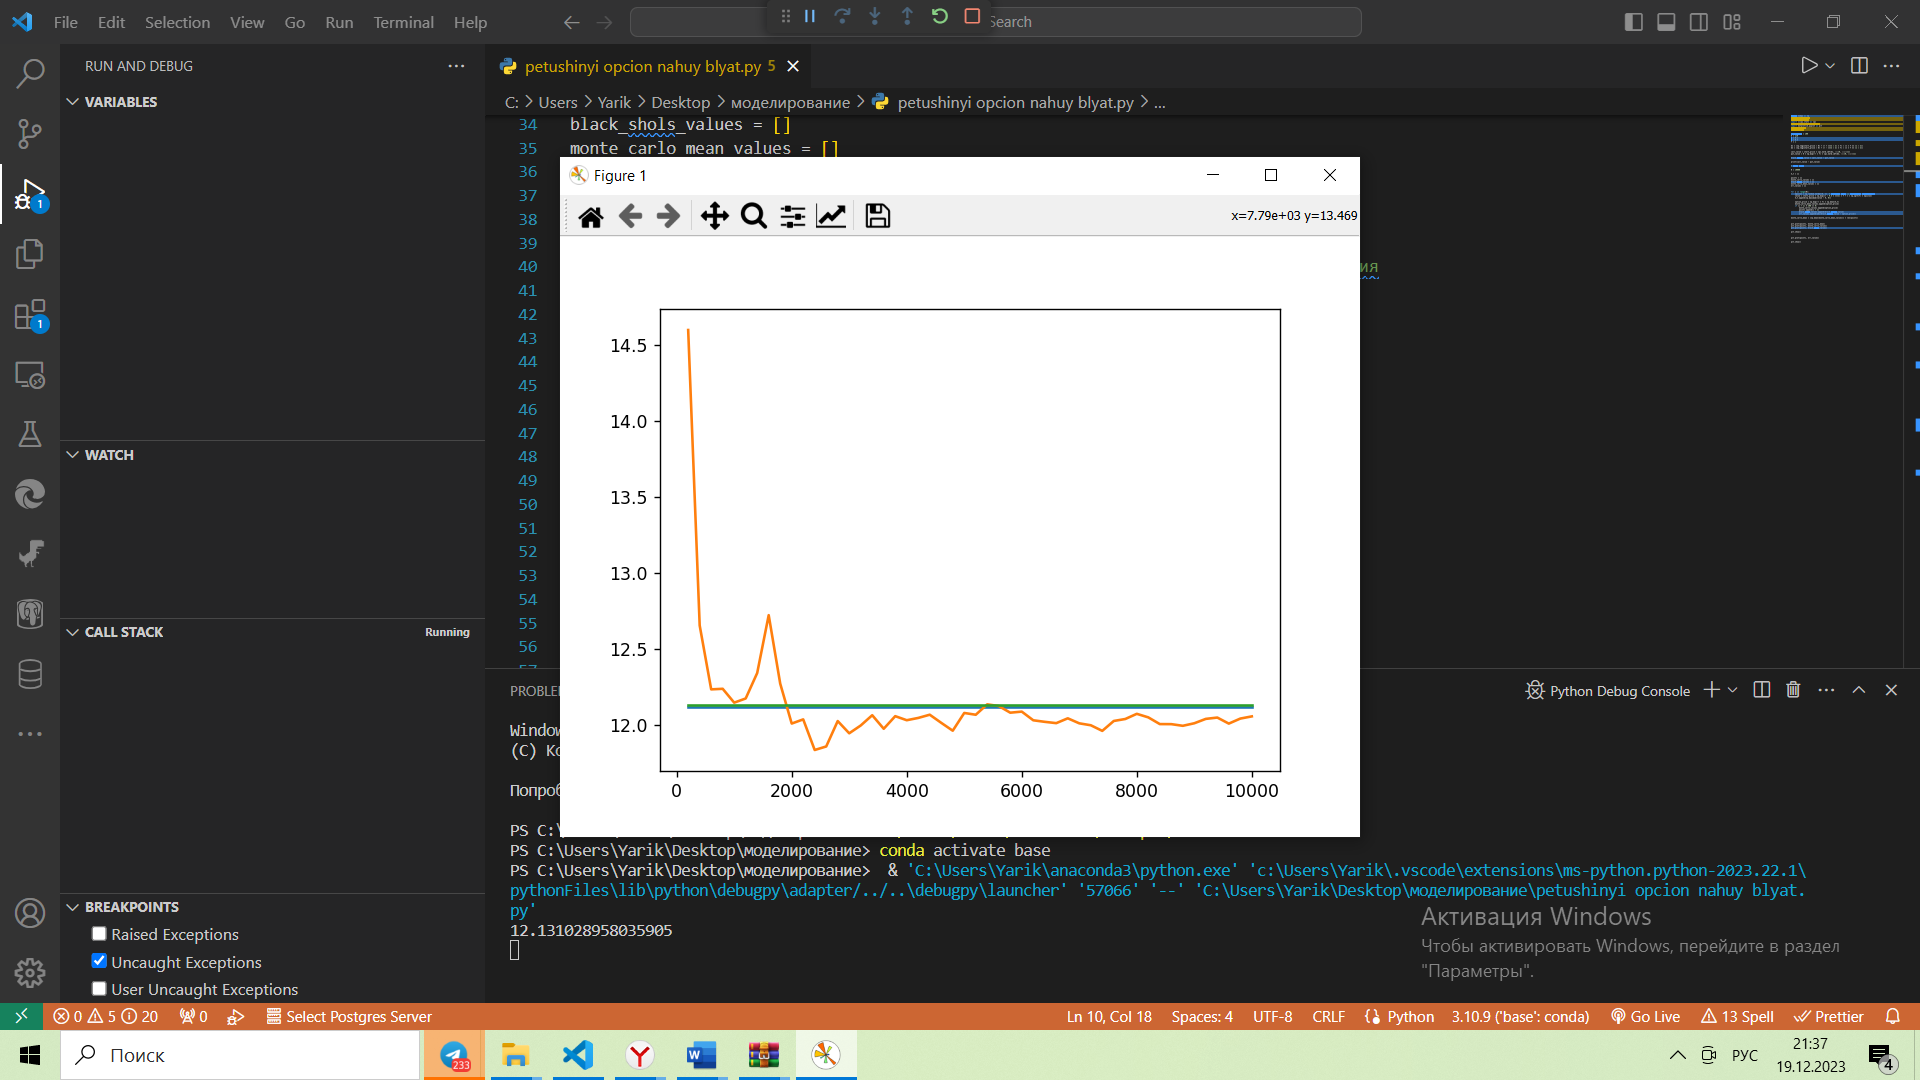 File Edit Selection View Go Run Terminal Help
Search
RUN AND DEBUG
VARIABLES
WATCH
CALL STACK
Running
BREAKPOINTS
Raised Exceptions
Uncaught Exceptions
User Uncaught Exceptions
petushinyi opcion nahuy blyat.py 5
C: > Users > Yarik > Desktop > моделирование > petushinyi opcion nahuy blyat.py > ...
34 black_shols_values = []
35 monte_carlo_mean_values = []
36
37
38
39
40 ия
41
42
43
44
45
46
47
48
49
50
51
52
53
54
55
56
Figure 1
x=7.79e+03 y=13.469
14.5
14.0
13.5
13.0
12.5
12.0
0 2000 4000 6000 8000 10000
Python Debug Console
PS C:\
PS C:\Users\Yarik\Desktop\моделирование> conda activate base
PS C:\Users\Yarik\Desktop\моделирование> & 'C:\Users\Yarik\anaconda3\python.exe' 'c:\Users\Yarik\.vscode\extensions\ms-python.python-2023.22.1\
pythonFiles\lib\python\debugpy\adapter/../..\debugpy\launcher' '57066' '--' 'C:\Users\Yarik\Desktop\моделирование\petushinyi opcion nahuy blyat.
py'
12.131028958035905
Активация Windows
Чтобы активировать Windows, перейдите в раздел
"Параметры".
0 5 20 0 Select Postgres Server Ln 10, Col 18 Spaces: 4 UTF-8 CRLF Python 3.10.9 ('base': conda) Go Live 13 Spell Prettier
Поиск
233
РУС
21:37
19.12.2023
4